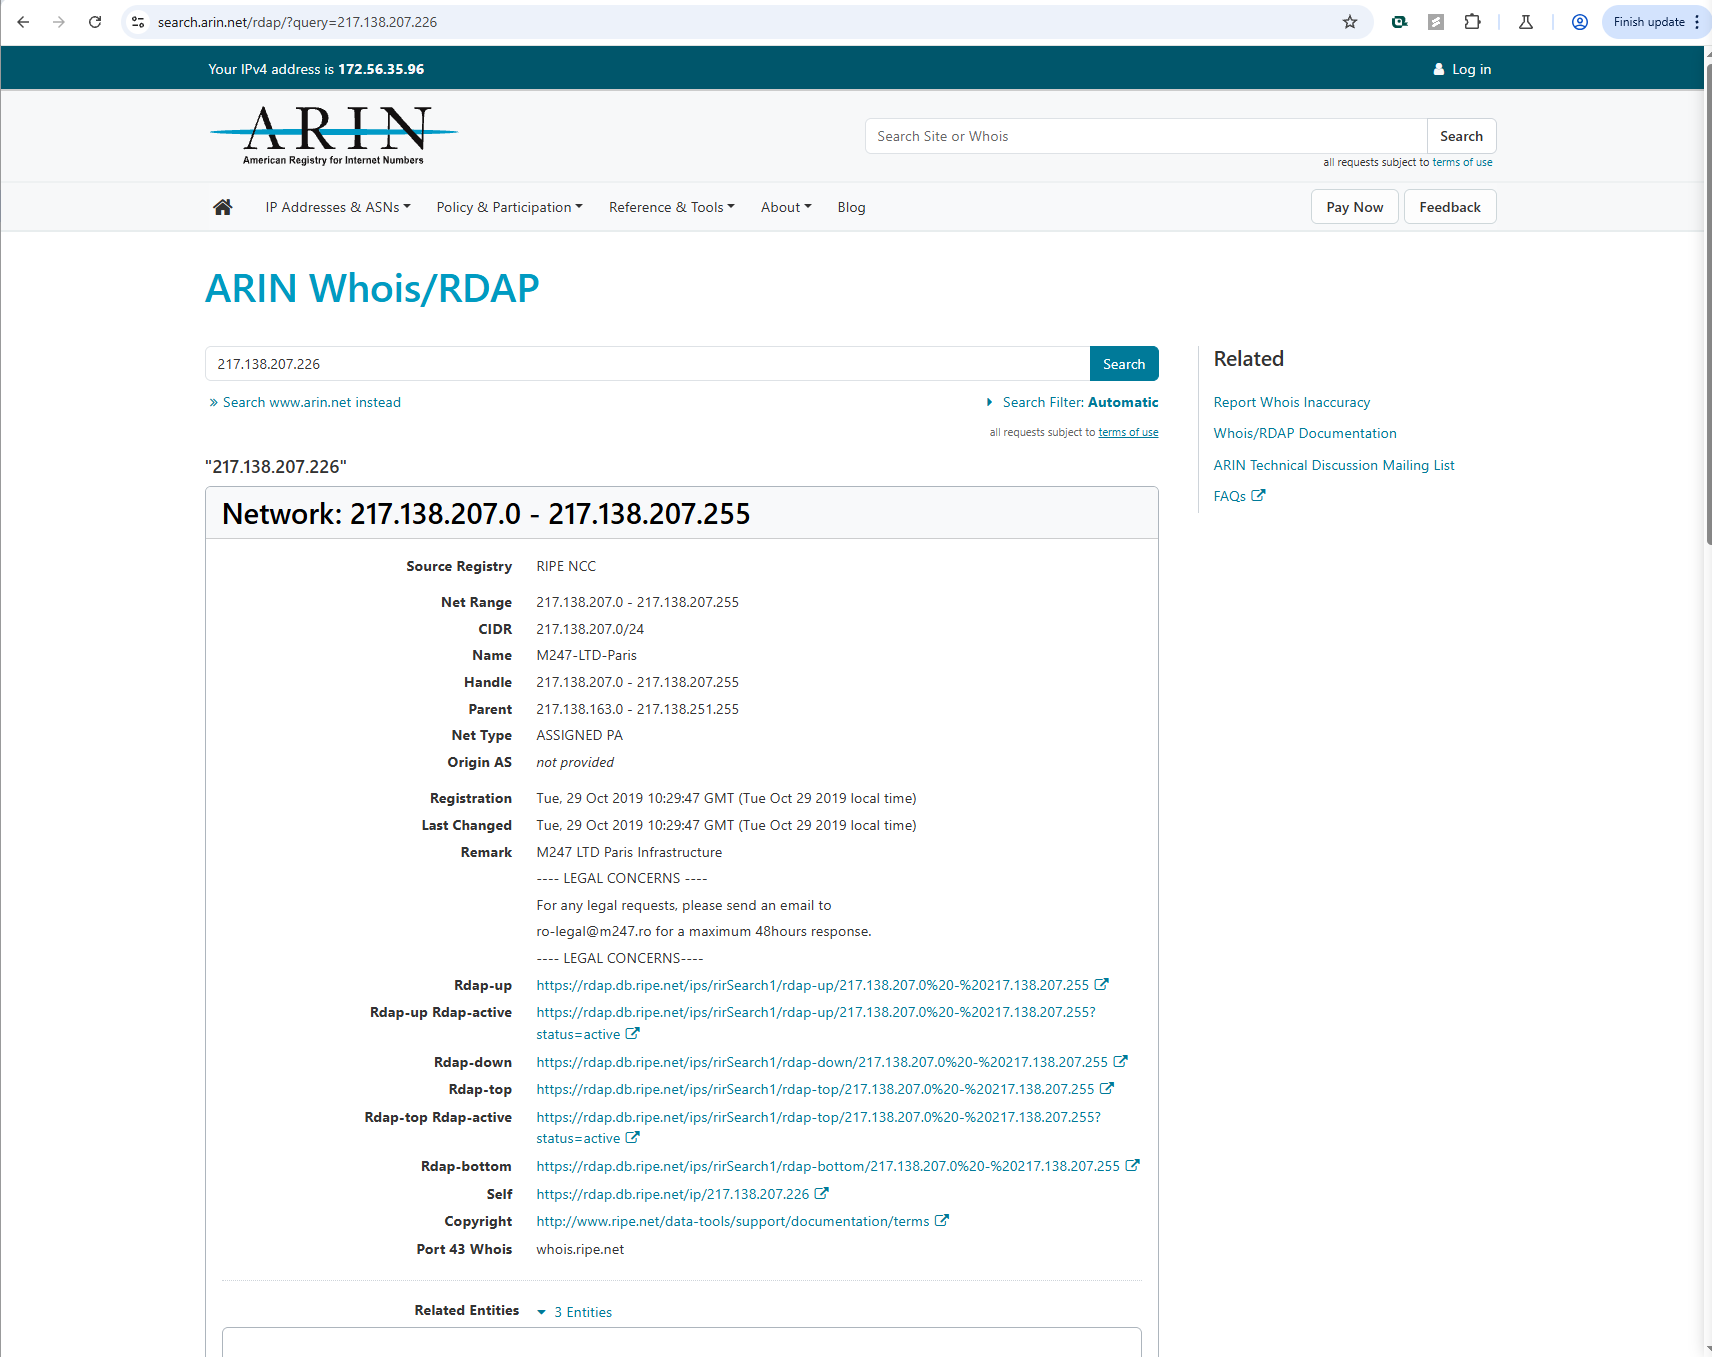 search.arin.net/rdap/?query=217.138.207.226
Finish update
Your IPv4 address is 172.56.35.96
Log in
ARIN
American Registry for Internet Numbers
Search Site or Whois
Search
all requests subject to terms of use
IP Addresses & ASNs
Policy & Participation
Reference & Tools
About
Blog
Pay Now
Feedback
ARIN Whois/RDAP
217.138.207.226
Search
» Search www.arin.net instead
Search Filter: Automatic
all requests subject to terms of use
Related
Report Whois Inaccuracy
Whois/RDAP Documentation
ARIN Technical Discussion Mailing List
FAQs
"217.138.207.226"
Network: 217.138.207.0 - 217.138.207.255
Source Registry RIPE NCC
Net Range 217.138.207.0 - 217.138.207.255
CIDR 217.138.207.0/24
Name M247-LTD-Paris
Handle 217.138.207.0 - 217.138.207.255
Parent 217.138.163.0 - 217.138.251.255
Net Type ASSIGNED PA
Origin AS not provided
Registration Tue, 29 Oct 2019 10:29:47 GMT (Tue Oct 29 2019 local time)
Last Changed Tue, 29 Oct 2019 10:29:47 GMT (Tue Oct 29 2019 local time)
Remark M247 LTD Paris Infrastructure
---- LEGAL CONCERNS ----
For any legal requests, please send an email to
ro-legal@m247.ro for a maximum 48hours response.
---- LEGAL CONCERNS----
Rdap-up https://rdap.db.ripe.net/ips/rirSearch1/rdap-up/217.138.207.0%20-%20217.138.207.255
Rdap-up Rdap-active https://rdap.db.ripe.net/ips/rirSearch1/rdap-up/217.138.207.0%20-%20217.138.207.255?
status=active
Rdap-down https://rdap.db.ripe.net/ips/rirSearch1/rdap-down/217.138.207.0%20-%20217.138.207.255
Rdap-top https://rdap.db.ripe.net/ips/rirSearch1/rdap-top/217.138.207.0%20-%20217.138.207.255
Rdap-top Rdap-active https://rdap.db.ripe.net/ips/rirSearch1/rdap-top/217.138.207.0%20-%20217.138.207.255?
status=active
Rdap-bottom https://rdap.db.ripe.net/ips/rirSearch1/rdap-bottom/217.138.207.0%20-%20217.138.207.255
Self https://rdap.db.ripe.net/ip/217.138.207.226
Copyright http://www.ripe.net/data-tools/support/documentation/terms
Port 43 Whois whois.ripe.net
Related Entities 3 Entities